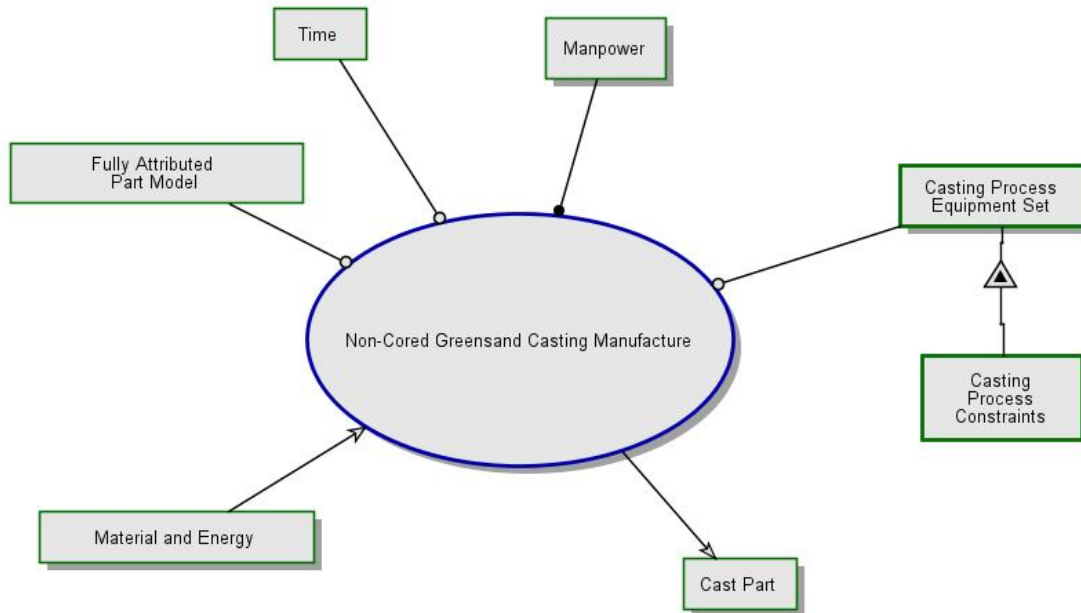 Time
Manpower
Fully Attributed
Part Model
Casting Process
Equipment Set
Non-Cored Greensand Casting Manufacture
Casting
Process
Constraints
Material and Energy
Cast Part